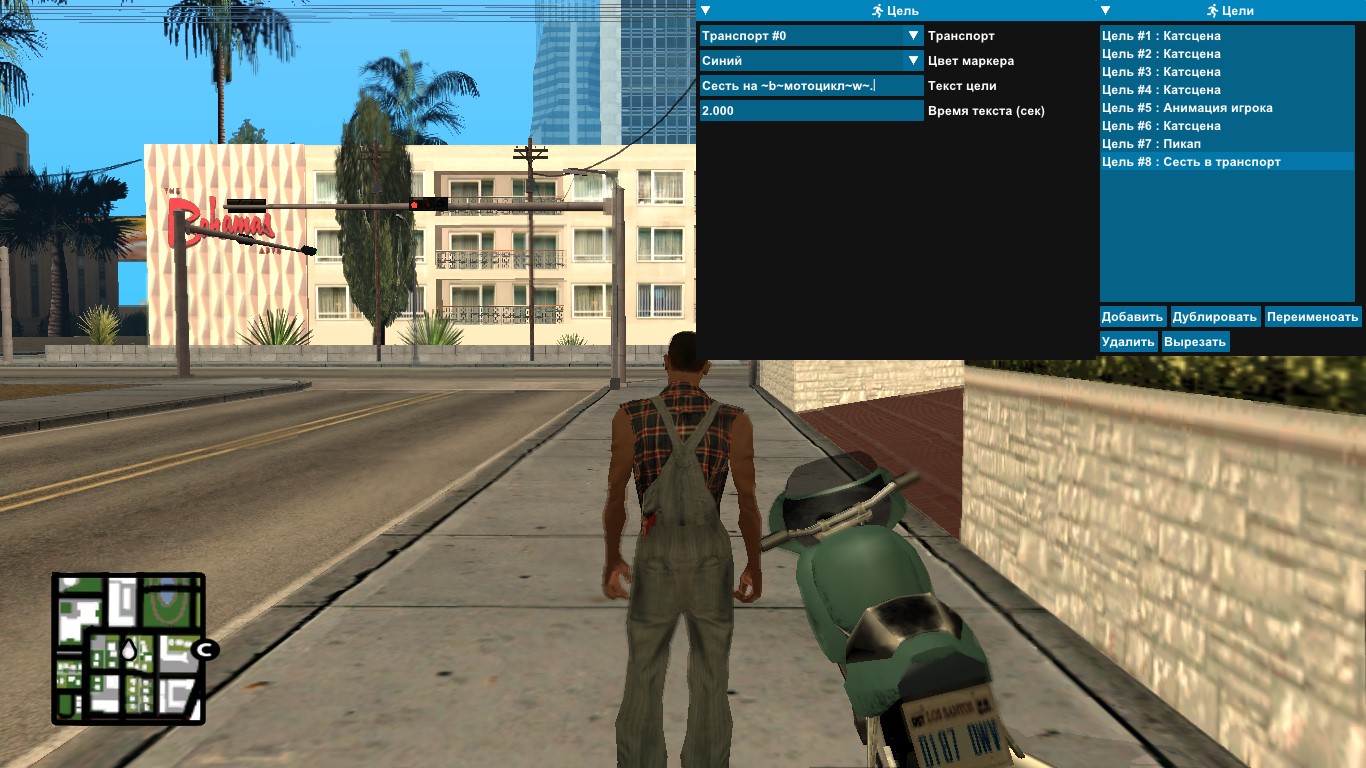 Цель
Транспорт #0
Транспорт
Синий
Цвет маркера
Сесть на ~b~мотоцикл~w~.
Текст цели
2.000
Время текста (сек)
Цели
Цель #1 : Катсцена
Цель #2 : Катсцена
Цель #3 : Катсцена
Цель #4 : Катсцена
Цель #5 : Анимация игрока
Цель #6 : Катсцена
Цель #7 : Пикап
Цель #8 : Сесть в транспорт
Добавить
Дублировать
Переименоать
Удалить
Вырезать
THE
Bahamas
C
LOS SANTOS